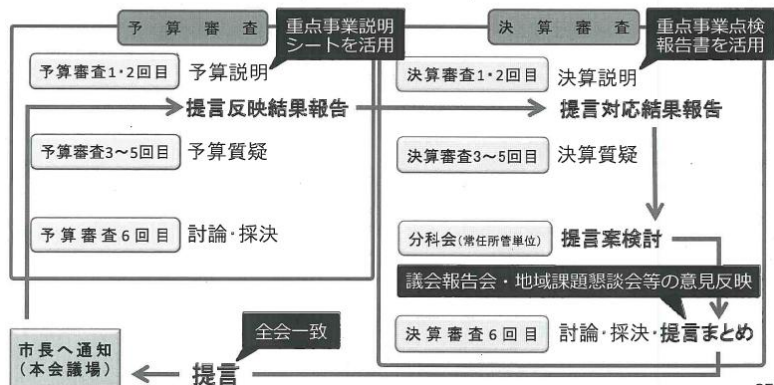 予算審査
重点事業説明
シートを活用
予算審査1・2回目
予算説明
提言反映結果報告
予算審査3～5回目
予算質疑
予算審査6回目
討論・採決
決算審査
重点事業点検
報告書を活用
決算審査1・2回目
決算説明
提言対応結果報告
決算審査3～5回目
決算質疑
分科会(常任所管単位)
提言案検討
議会報告会・地域課題懇談会等の意見反映
決算審査6回目
討論・採決・提言まとめ
全会一致
提言
市長へ通知
(本会議場)